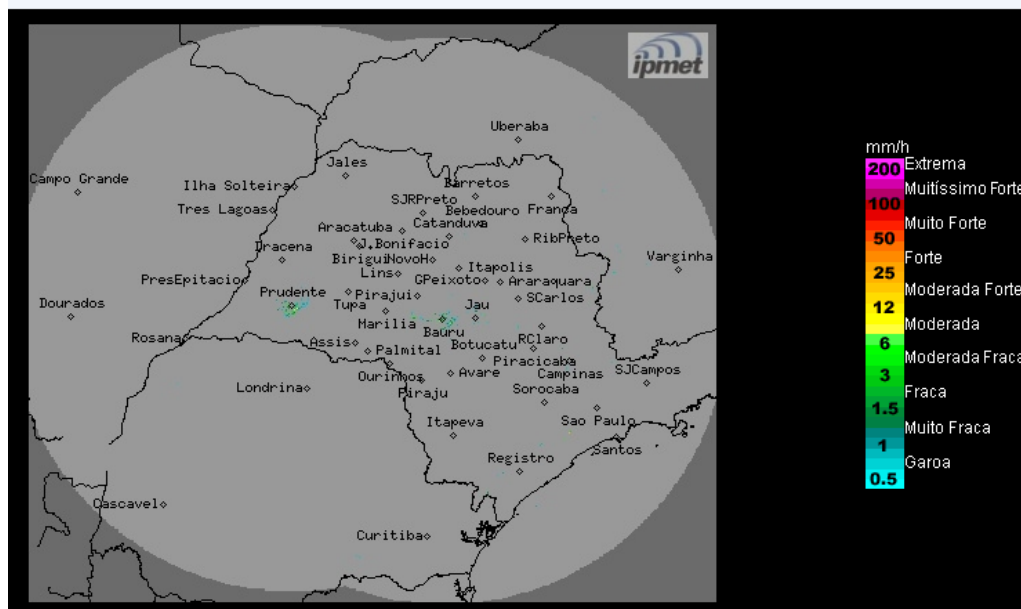 ipmet
Uberaba
Jales
Campo Grande
Ilha Solteira
Barretos
SJRPreto
Tres Lagoas
Bebedouro
Franca
Aracatuba
Catanduva
Dracena
J.Bonifacio
RibPreto
Birigui
NovoH
Varginha
Lins
Itapolis
PresEpitacio
GPeixoto
Araraquara
Dourados
Prudente
Tupa
Pirajui
Jau
SCarlos
Marilia
Bauru
Rosana
Assis
Palmital
Botucatu
RClaro
Piracicaba
Londrina
Ourinhos
Avare
Campinas
SJCampos
Piraju
Sorocaba
Itapeva
Sao Paulo
Santos
Registro
Cascavel
Curitiba
mm/h
200 Extrema
Muitíssimo Forte
100
Muito Forte
50
Forte
25
Moderada Forte
12
Moderada
6
Moderada Fraca
3
Fraca
1.5
Muito Fraca
1
Garoa
0.5